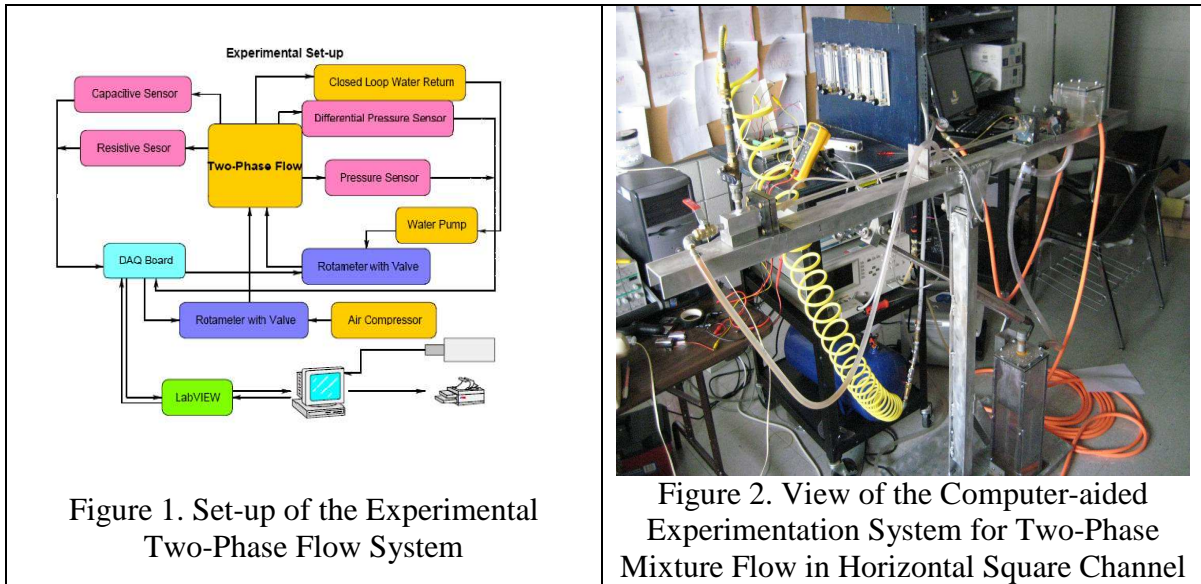 Experimental Set-up
Closed Loop Water Return
Capacitive Sensor
Differential Pressure Sensor
Resistive Sesor
Two-Phase Flow
Pressure Sensor
Water Pump
DAQ Board
Rotameter with Valve
Rotameter with Valve
Air Compressor
LabVIEW
Figure 1. Set-up of the Experimental
Two-Phase Flow System
Figure 2. View of the Computer-aided
Experimentation System for Two-Phase
Mixture Flow in Horizontal Square Channel